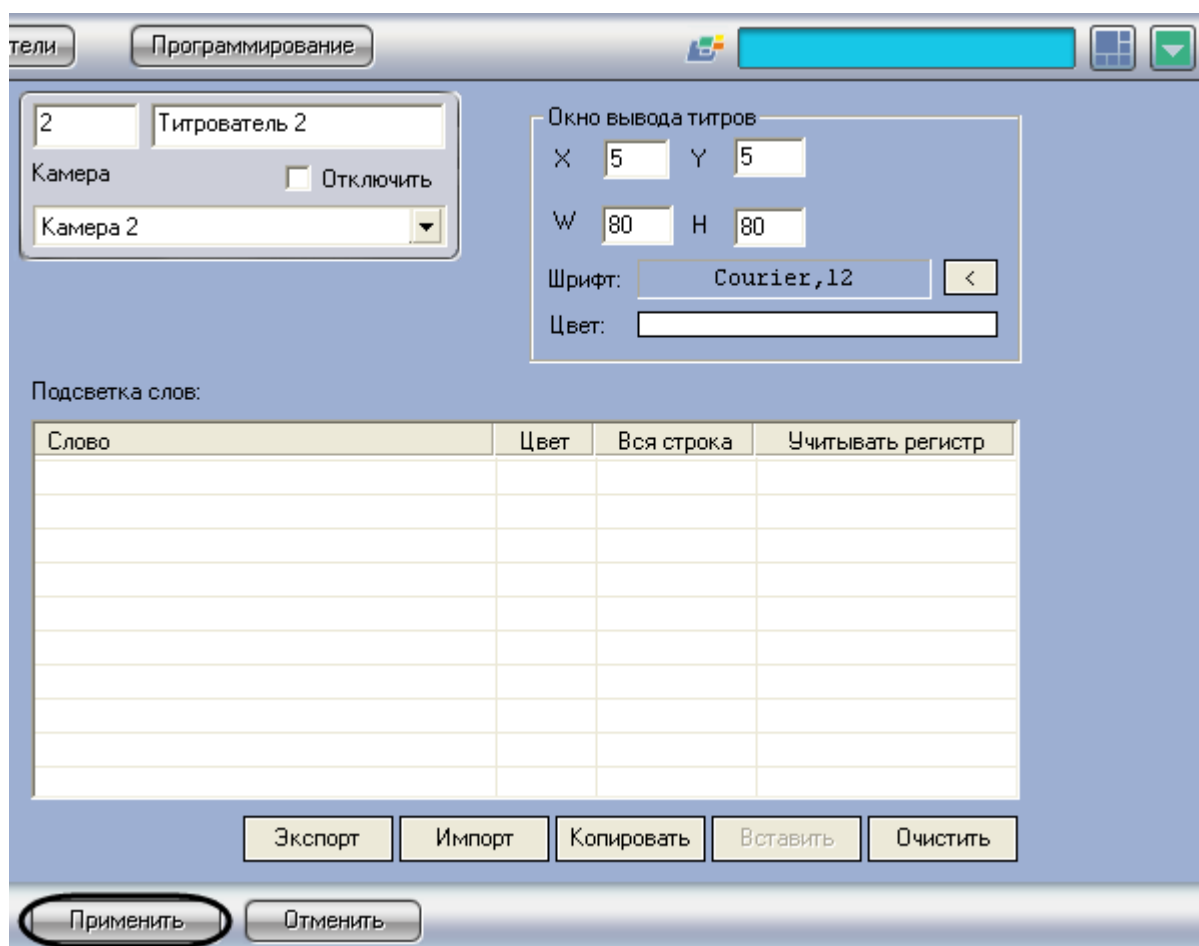 тели Программирование
2 Титрователь 2
Камера Отключить
Камера 2
Окно вывода титров
X 5 Y 5
W 80 H 80
Шрифт: Courier,12 <
Цвет:
Подсветка слов:
Слово Цвет Вся строка Учитывать регистр
Экспорт Импорт Копировать Вставить Очистить
Применить Отменить